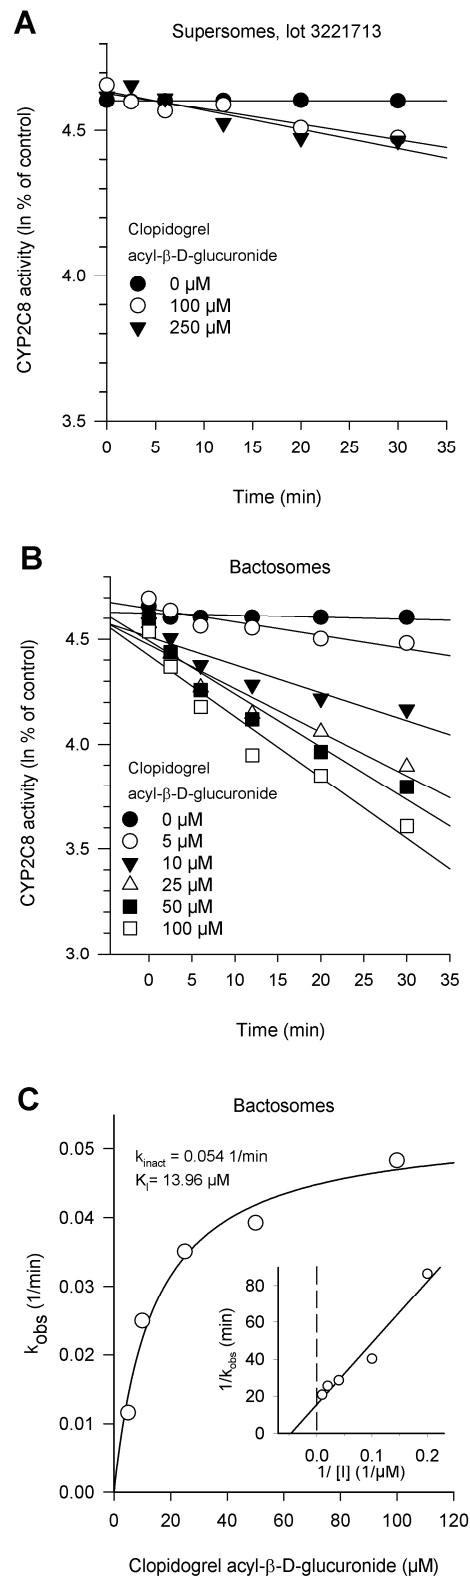 A
Supersomes, lot 3221713
CYP2C8 activity (ln % of control)
4.5
4.0
3.5
Clopidogrel
acyl-β-D-glucuronide
0 µM
100 µM
250 µM
0 5 10 15 20 25 30 35
Time (min)
B
Bactosomes
CYP2C8 activity (ln % of control)
4.5
4.0
3.5
3.0
Clopidogrel
acyl-β-D-glucuronide
0 µM
5 µM
10 µM
25 µM
50 µM
100 µM
0 5 10 15 20 25 30 35
Time (min)
C
Bactosomes
k_obs (1/min)
0.05
0.04
0.03
0.02
0.01
0.00
k_inact = 0.054 1/min
K_I= 13.96 µM
1/k_obs (min)
80
60
40
20
0
0.0 0.1 0.2
1/ [I] (1/µM)
0 20 40 60 80 100 120
Clopidogrel acyl-β-D-glucuronide (µM)